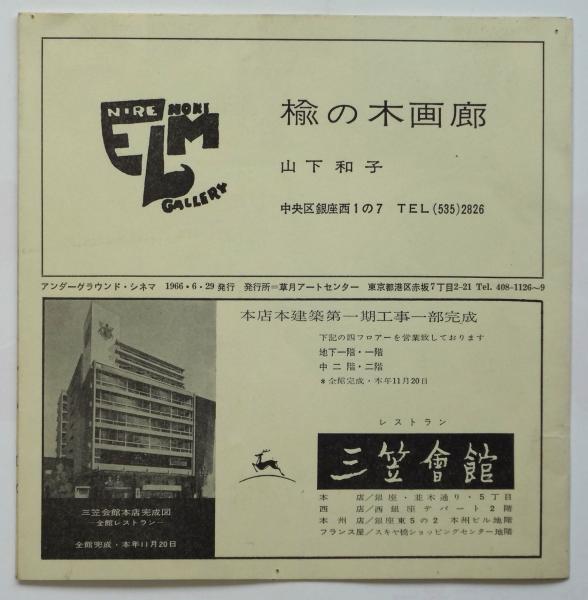 NIRE NOKI
ELM
GALLERY
楡の木画廊
山下和子
中央区銀座西1の7 TEL(535)2826
アンダーグラウンド・シネマ 1966・6・29発行 発行所=草月アートセンター 東京都港区赤坂7丁目2-21 Tel. 408-1126〜9
本店本建築第一期工事一部完成
下記の四フロアーを営業致しております
地下一階・一階
中二階・二階
*全館完成・本年11月20日
レストラン
三笠會館
本店/銀座・並木通り・5丁目
西店/西銀座デパート2階
本州店/銀座東5の2 本州ビル地階
フランス屋/スキヤ橋ショッピングセンター地階
三笠会館本店完成図
―全館レストラン―
全館完成・本年11月20日